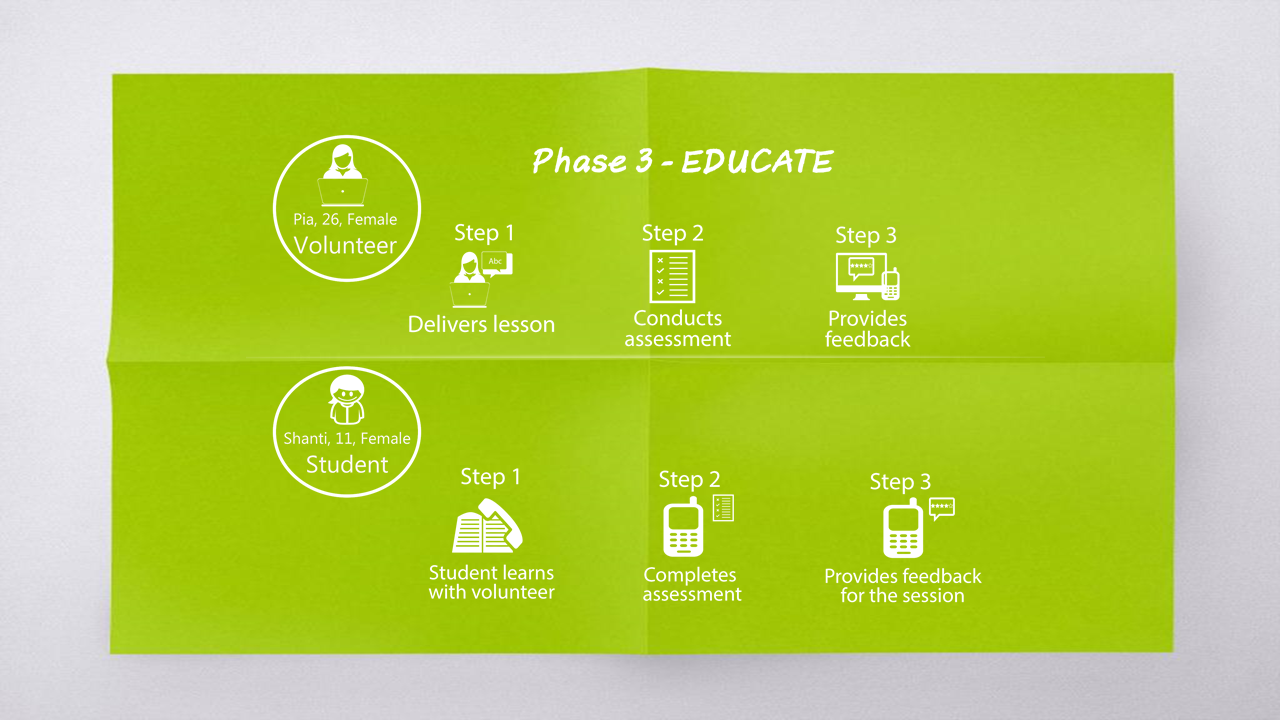 Phase 3 - EDUCATE
Pia, 26, Female
Volunteer
Step 1
Abc
Delivers lesson
Step 2
Conducts
assessment
Step 3
Provides
feedback
Shanti, 11, Female
Student
Step 1
Student learns
with volunteer
Step 2
Completes
assessment
Step 3
Provides feedback
for the session